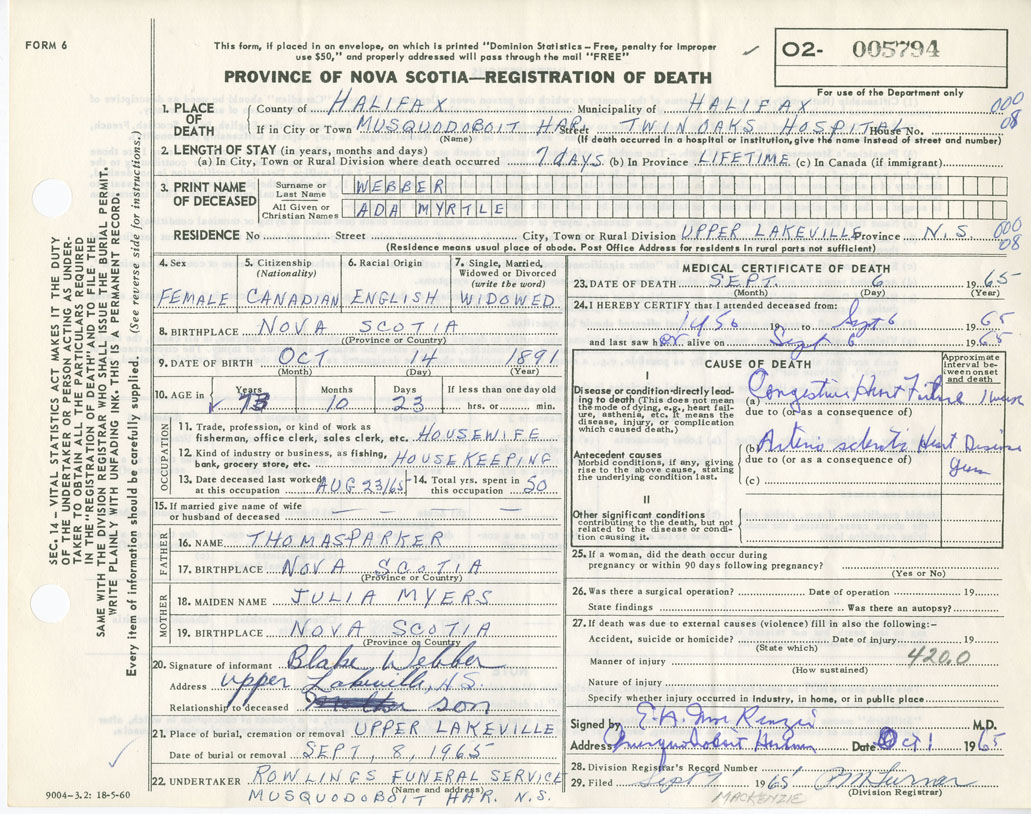 FORM 6
This form, if placed in an envelope, on which is printed "Dominion Statistics—Free, penalty for improper
use $50," and properly addressed will pass through the mail "FREE"
O2- 005794
For use of the Department only
PROVINCE OF NOVA SCOTIA—REGISTRATION OF DEATH
1. PLACE OF DEATH County of HALIFAX Municipality of HALIFAX 000 08
If in City or Town MUSQUODOBOIT HAR. Street TWIN OAKS HOSPITAL House No.
(Name) (If death occurred in a hospital or institution, give the name instead of street and number)
2. LENGTH OF STAY (in years, months and days)
(a) In City, Town or Rural Division where death occurred 7 DAYS (b) In Province LIFETIME (c) In Canada (if immigrant)
3. PRINT NAME OF DECEASED
Surname or Last Name WEBBER
All Given or Christian Names ADA MYRTLE
RESIDENCE No Street City, Town or Rural Division UPPER LAKEVILLE Province N.S. 000 08
(Residence means usual place of abode. Post Office Address for residents in rural parts not sufficient)
4. Sex FEMALE
5. Citizenship (Nationality) CANADIAN
6. Racial Origin ENGLISH
7. Single, Married, Widowed or Divorced (write the word) WIDOWED
8. BIRTHPLACE NOVA SCOTIA
(Province or Country)
9. DATE OF BIRTH OCT 14 1891
(Month) (Day) (Year)
10. AGE in Years 73 Months 10 Days 23 If less than one day old hrs. or min.
OCCUPATION
11. Trade, profession, or kind of work as fisherman, office clerk, sales clerk, etc. HOUSEWIFE
12. Kind of industry or business, as fishing, bank, grocery store, etc. HOUSEKEEPING
13. Date deceased last worked at this occupation AUG 23/65 14. Total yrs. spent in this occupation 50
15. If married give name of wife or husband of deceased — — —
FATHER
16. NAME THOMAS PARKER
17. BIRTHPLACE NOVA SCOTIA
(Province or Country)
MOTHER
18. MAIDEN NAME JULIA MYERS
19. BIRTHPLACE NOVA SCOTIA
(Province or Country)
20. Signature of informant Blake Webber
Address Upper Lakeville, N.S.
Relationship to deceased son
21. Place of burial, cremation or removal UPPER LAKEVILLE
Date of burial or removal SEPT. 8, 1965
22. UNDERTAKER ROWLINGS FUNERAL SERVICE
(Name and address)
MUSQUODOBOIT HAR. N.S.
MEDICAL CERTIFICATE OF DEATH
23. DATE OF DEATH SEPT. 6 1965
(Month) (Day) (Year)
24. I HEREBY CERTIFY that I attended deceased from:
1956 19 to Sept 6 1965
and last saw her alive on Sept 6 1965
CAUSE OF DEATH
Approximate interval between onset and death
I
Disease or condition directly leading to death (This does not mean the mode of dying, e.g., heart failure, asthenia, etc. It means the disease, injury, or complication which caused death.)
(a) Congestive Heart Failure 1 week
due to (or as a consequence of)
Antecedent causes
Morbid conditions, if any, giving rise to the above cause, stating the underlying condition last.
(b) Arterio sclerotic Heart Disease years
due to (or as a consequence of)
(c)
II
Other significant conditions
contributing to the death, but not related to the disease or condition causing it.
25. If a woman, did the death occur during pregnancy or within 90 days following pregnancy?
(Yes or No)
26. Was there a surgical operation? Date of operation 19
State findings Was there an autopsy?
27. If death was due to external causes (violence) fill in also the following:-
Accident, suicide or homicide? Date of injury 19
(State which)
Manner of injury 420.0
(How sustained)
Nature of injury
Specify whether injury occurred in industry, in home, or in public place
Signed by E.A. MacKenzie M.D.
Address Musquodoboit Harbour Date Oct 1 1965
28. Division Registrar's Record Number
29. Filed Sept 7 1965
(Division Registrar)
MACKENZIE
9004-3.2: 18-5-60
SEC. 14 – VITAL STATISTICS ACT MAKES IT THE DUTY
OF THE UNDERTAKER OR PERSON ACTING AS UNDER-
TAKER TO OBTAIN ALL THE PARTICULARS REQUIRED
IN THE "REGISTRATION OF DEATH" AND TO FILE THE
SAME WITH THE DIVISION REGISTRAR WHO SHALL ISSUE THE BURIAL PERMIT.
WRITE PLAINLY WITH UNFADING INK. THIS IS A PERMANENT RECORD.
Every item of information should be carefully supplied. (See reverse side for instructions.)